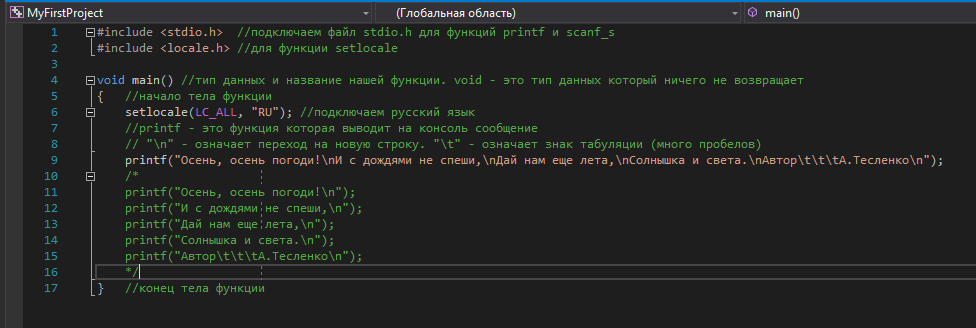 MyFirstProject (Глобальная область) main()
1 #include <stdio.h> //подключаем файл stdio.h для функций printf и scanf_s
2 #include <locale.h> //для функции setlocale
3
4 void main() //тип данных и название нашей функции. void - это тип данных который ничего не возвращает
5 { //начало тела функции
6 setlocale(LC_ALL, "RU"); //подключаем русский язык
7 //printf - это функция которая выводит на консоль сообщение
8 // "\n" - означает переход на новую строку. "\t" - означает знак табуляции (много пробелов)
9 printf("Осень, осень погоди!\nИ с дождями не спеши,\nДай нам еще лета,\nСолнышка и света.\nАвтор\t\t\tА.Тесленко\n");
10 /*
11 printf("Осень, осень погоди!\n");
12 printf("И с дождями не спеши,\n");
13 printf("Дай нам еще лета,\n");
14 printf("Солнышка и света.\n");
15 printf("Автор\t\t\tА.Тесленко\n");
16 */
17 } //конец тела функции